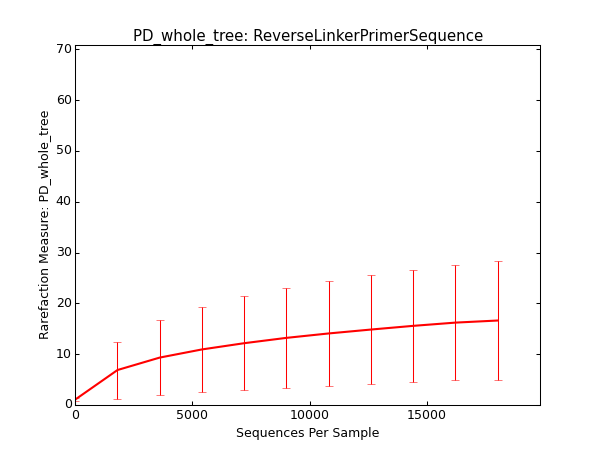 PD_whole_tree: ReverseLinkerPrimerSequence
70
60
50
40
30
20
10
0
Rarefaction Measure: PD_whole_tree
0 5000 10000 15000
Sequences Per Sample